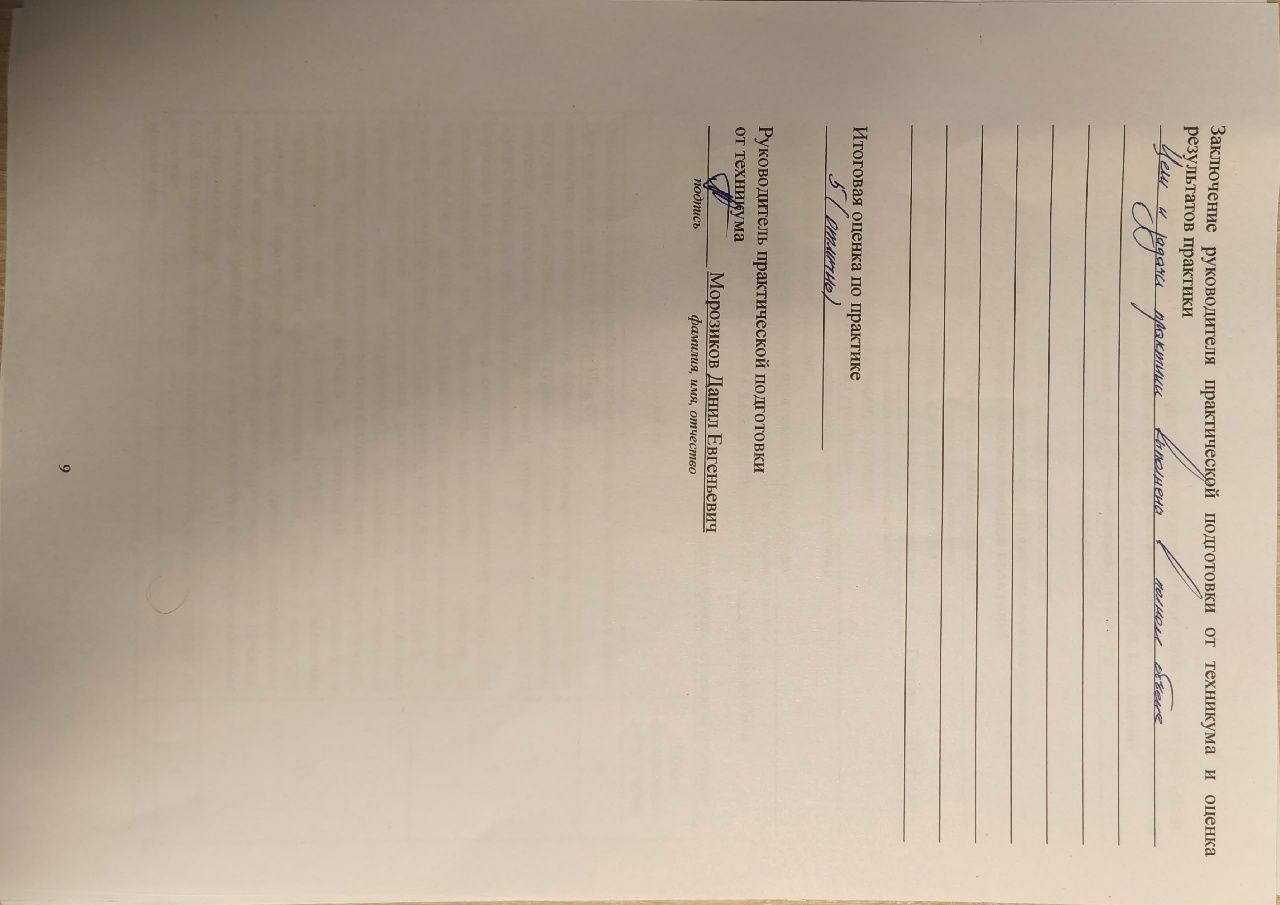 Заключение руководителя практической подготовки от техникума и оценка
результатов практики
Цели и задачи практики выполнена в полном объеме
Итоговая оценка по практике
5 (отлично)
Руководитель практической подготовки
от техникума
Морозиков Данил Евгеньевич
подпись фамилия, имя, отчество
9